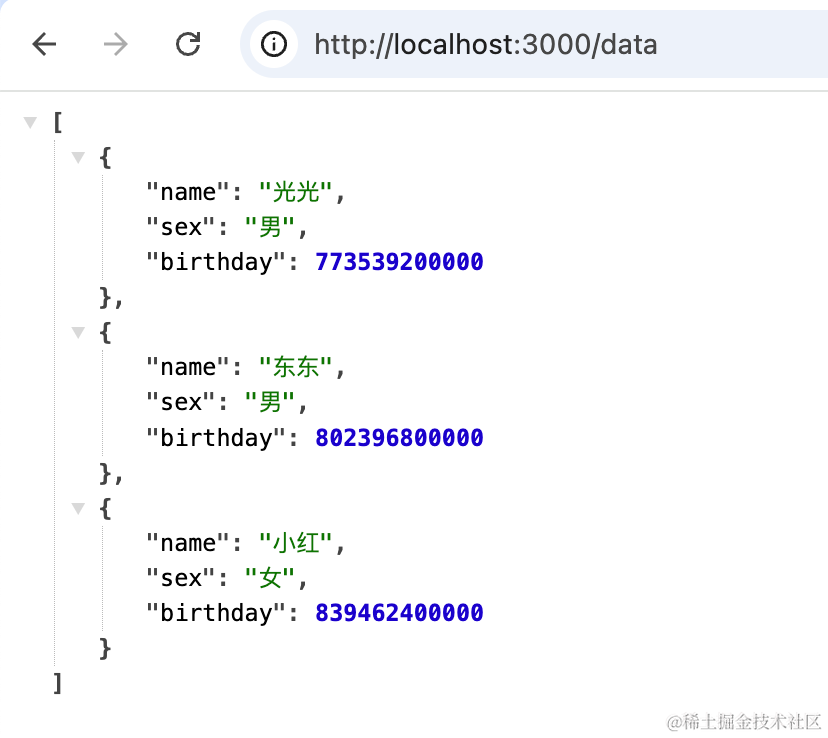 http://localhost:3000/data
[
{
"name": "光光",
"sex": "男",
"birthday": 773539200000
},
{
"name": "东东",
"sex": "男",
"birthday": 802396800000
},
{
"name": "小红",
"sex": "女",
"birthday": 839462400000
}
]
@稀土掘金技术社区